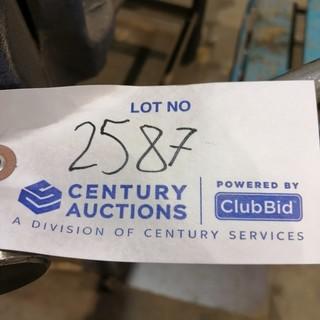 LOT NO
2587
CENTURY AUCTIONS
POWERED BY
ClubBid
A DIVISION OF CENTURY SERVICES